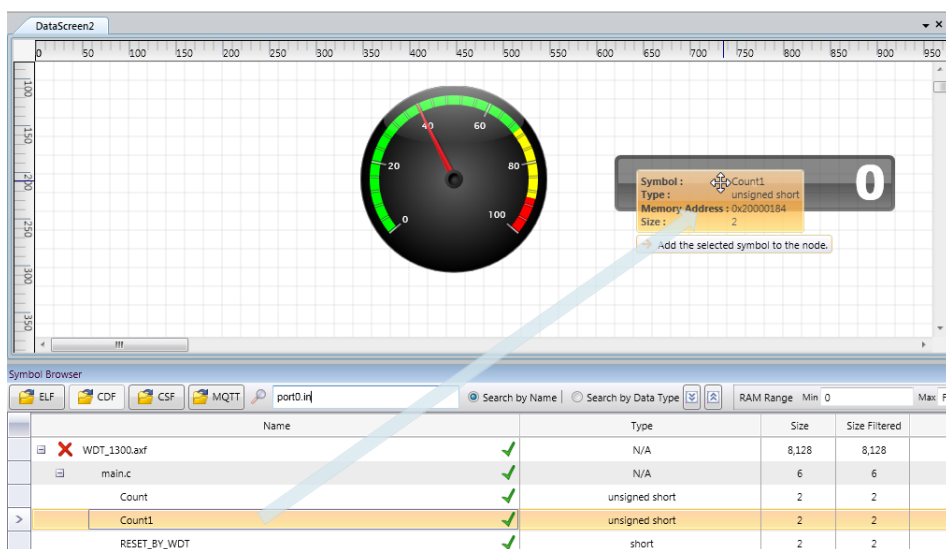 DataScreen2
0 50 100 150 200 250 300 350 400 450 500 550 600 650 700 750 800 850 900 950
100
150
200
250
300
350
40 60
20 80
0 100
0
Symbol : Count1
Type : unsigned short
Memory Address : 0x20000184
Size : 2
Add the selected symbol to the node.
Symbol Browser
ELF CDF CSF MQTT port0.in Search by Name Search by Data Type RAM Range Min 0 Max
Name Type Size Size Filtered
WDT_1300.axf N/A 8,128 8,128
main.c N/A 6 6
Count unsigned short 2 2
Count1 unsigned short 2 2
RESET_BY_WDT short 2 2